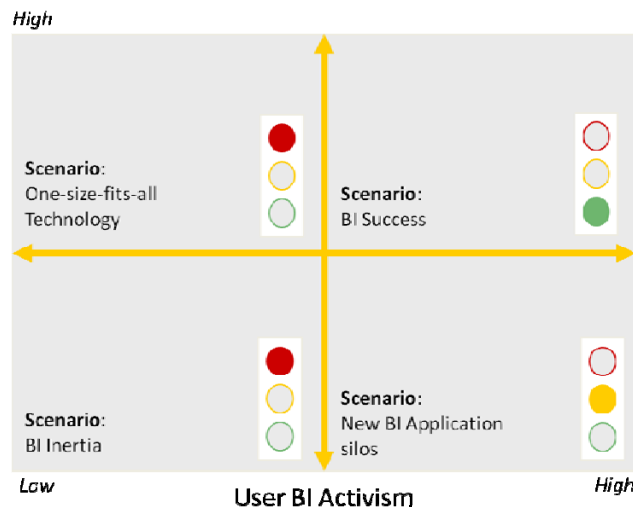 High
Scenario:
One-size-fits-all
Technology
Scenario:
BI Success
Scenario:
BI Inertia
Scenario:
New BI Application
silos
Low
High
User BI Activism